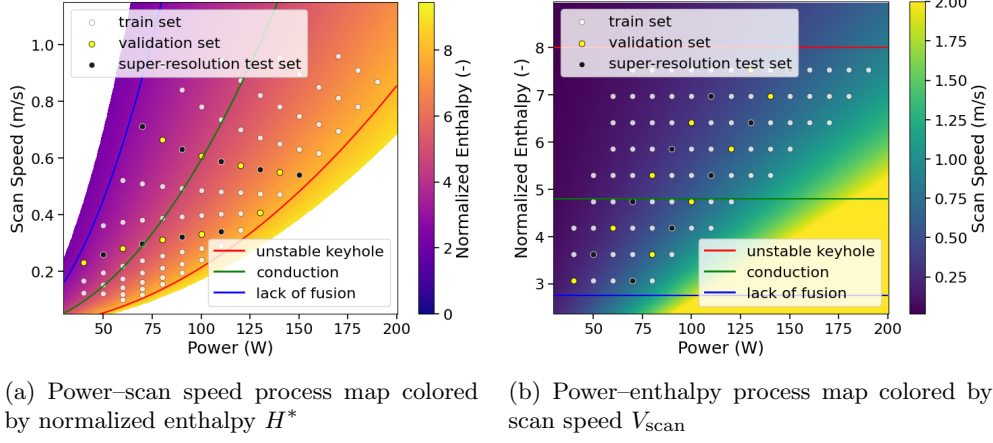 train set
validation set
super-resolution test set
unstable keyhole
conduction
lack of fusion
Scan Speed (m/s)
1.0
0.8
0.6
0.4
0.2
50 75 100 125 150 175 200
Power (W)
8
6
4
2
0
Normalized Enthalpy (-)
train set
validation set
super-resolution test set
unstable keyhole
conduction
lack of fusion
Normalized Enthalpy (-)
8
7
6
5
4
3
50 75 100 125 150 175 200
Power (W)
2.00
1.75
1.50
1.25
1.00
0.75
0.50
0.25
Scan Speed (m/s)
(a) Power–scan speed process map colored
by normalized enthalpy H*
(b) Power–enthalpy process map colored by
scan speed Vscan